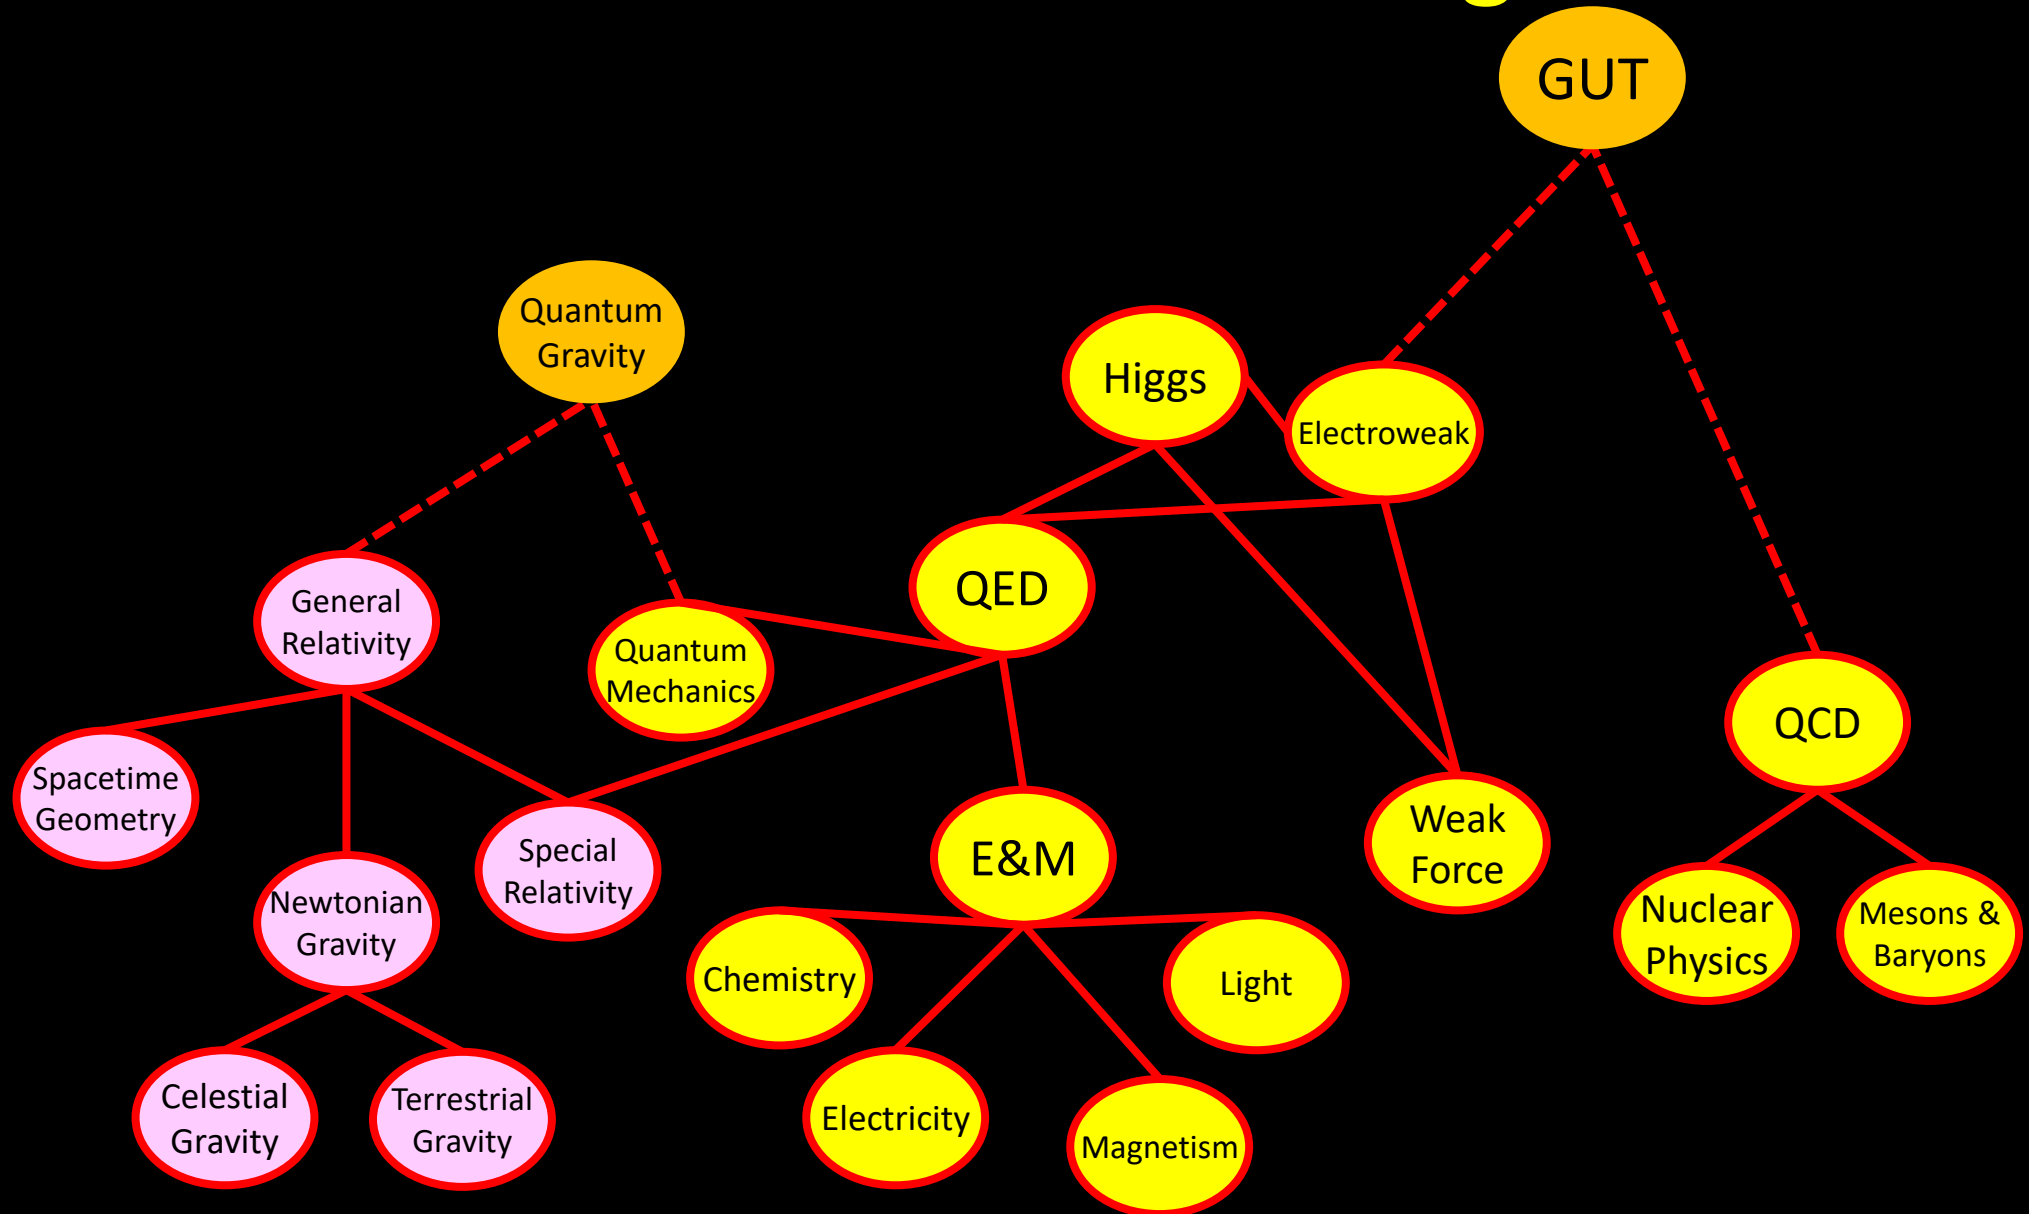 GUT
Quantum
Gravity
Higgs
Electroweak
General
Relativity
QED
Quantum
Mechanics
QCD
Spacetime
Geometry
Special
Relativity
E&M
Weak
Force
Newtonian
Gravity
Nuclear
Physics
Mesons &
Baryons
Chemistry
Light
Celestial
Gravity
Terrestrial
Gravity
Electricity
Magnetism